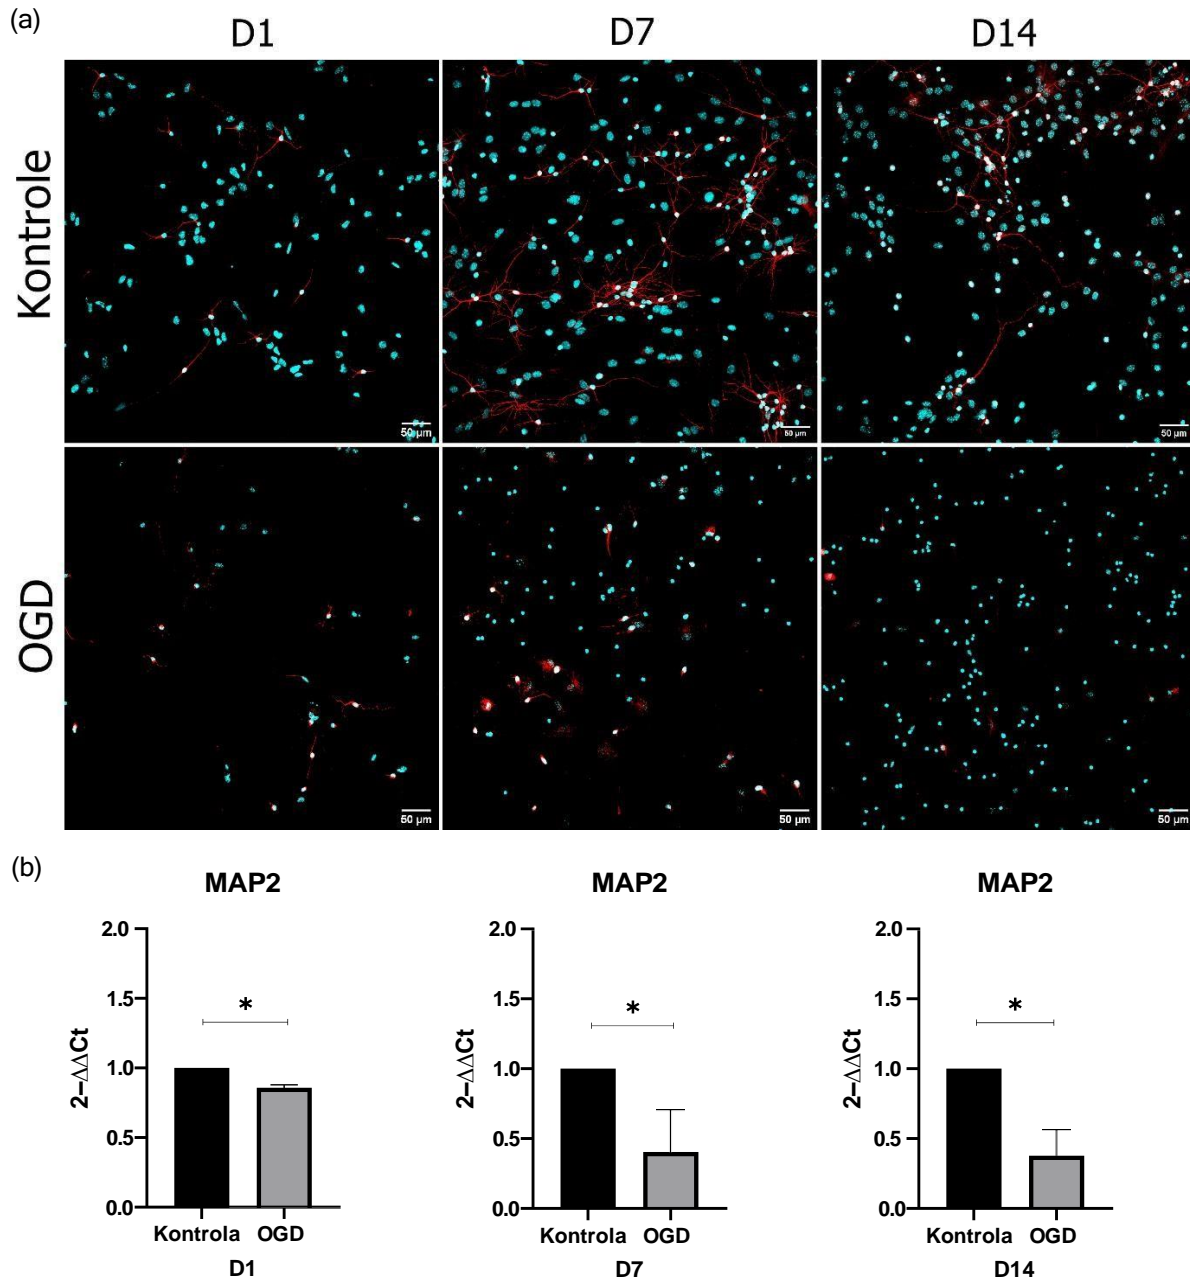 (a)
D1 D7 D14
Kontrole
50 µm
50 µm
50 µm
OGD
50 µm
50 µm
50 µm
(b)
MAP2 MAP2 MAP2
2.0 2.0 2.0
1.5 1.5 1.5
* * *
1.0 1.0 1.0
2–ΔΔCt 2–ΔΔCt 2–ΔΔCt
0.5 0.5 0.5
0.0 0.0 0.0
Kontrola OGD Kontrola OGD Kontrola OGD
D1 D7 D14